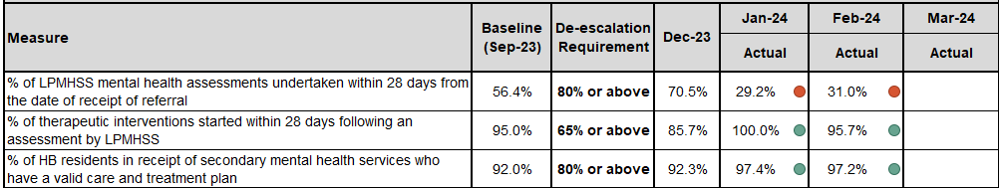 Measure Baseline (Sep-23) De-escalation Requirement Dec-23 Jan-24 Feb-24 Mar-24
Actual Actual Actual
% of LPMHSS mental health assessments undertaken within 28 days from
the date of receipt of referral
56.4% 80% or above 70.5% 29.2% 31.0%
% of therapeutic interventions started within 28 days following an
assessment by LPMHSS
95.0% 65% or above 85.7% 100.0% 95.7%
% of HB residents in receipt of secondary mental health services who
have a valid care and treatment plan
92.0% 80% or above 92.3% 97.4% 97.2%